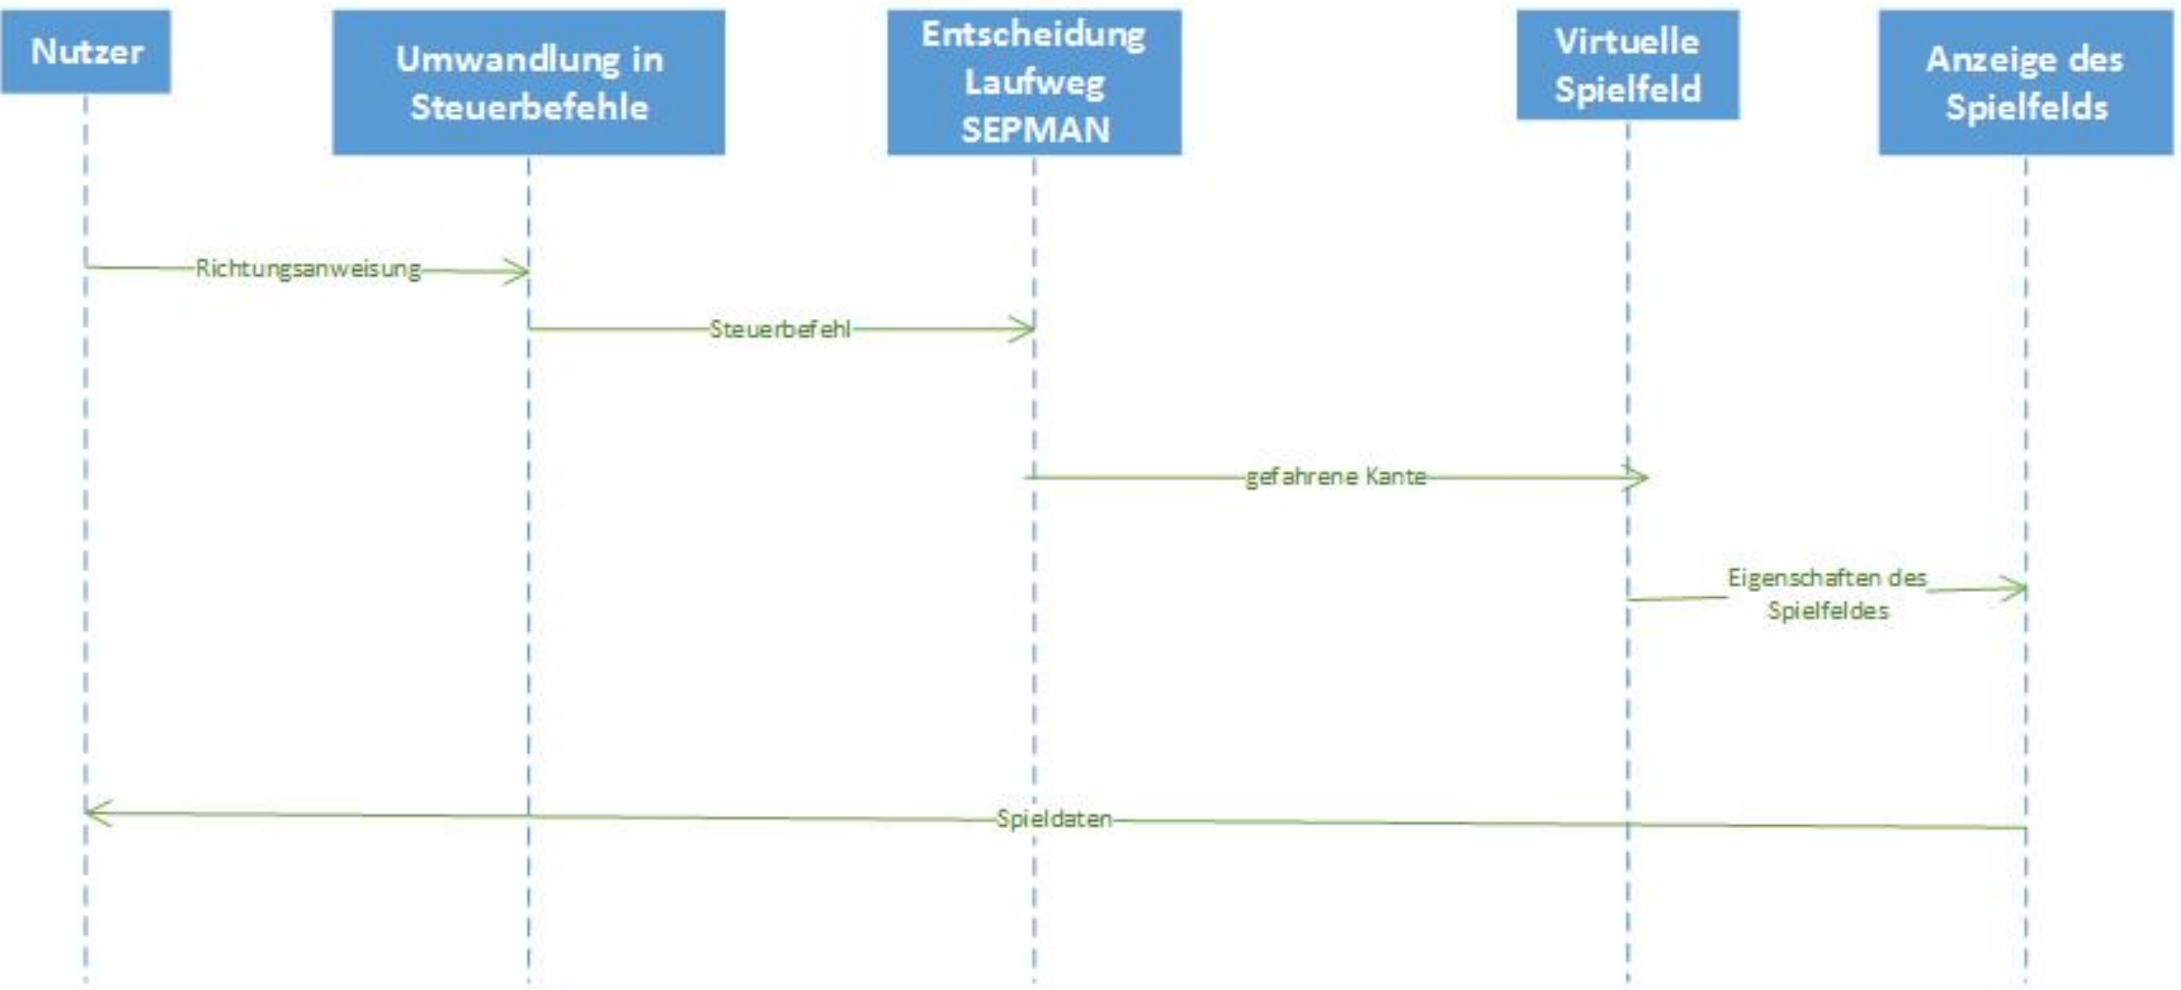 Nutzer
Umwandlung in
Steuerbefehle
Entscheidung
Laufweg
SEPMAN
Virtuelle
Spielfeld
Anzeige des
Spielfelds
Richtungsanweisung
Steuerbefehl
gefahrene Kante
Eigenschaften des
Spielfeldes
Spieldaten